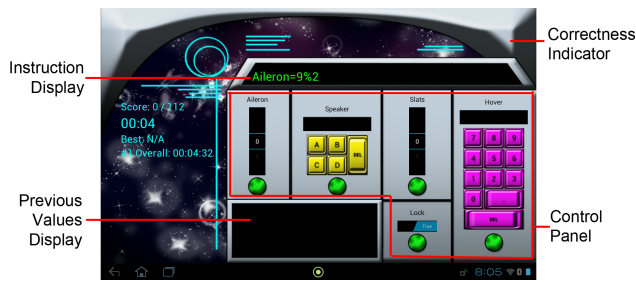 Correctness
Indicator
Instruction
Display
Aileron=9%2
Score: 0 / 112
00:04
Best: N/A
#1 Overall: 00:04:32
Aileron
0
Speaker
A B
C D
DEL
Slats
0
Hover
7 8 9
4 5 6
1 2 3
0 .
DEL
Lock
True
Previous
Values
Display
Control
Panel
8:05